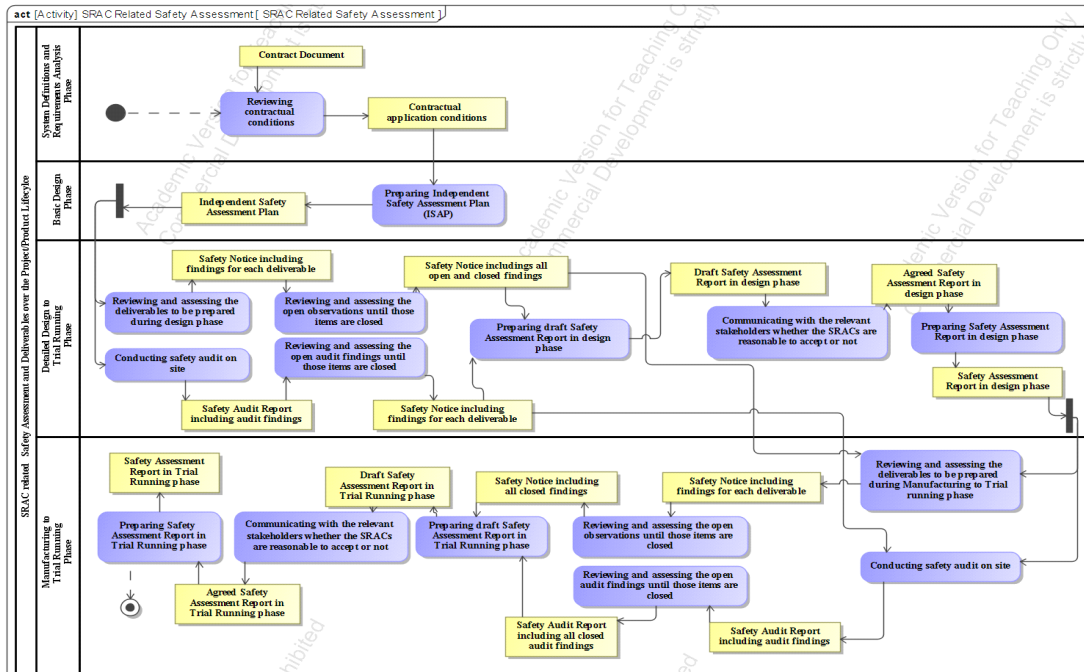 act [Activity] SRAC Related Safety Assessment[ SRAC Related Safety Assessment ]
SRAC related Safety Assessment and Deliverables over the Project/Product Lifecylce
System Definitions and
Requirements Analysis
Phase
Contract Document
Reviewing
contractual
conditions
Contractual
application conditions
Basic Design
Phase
Independent Safety
Assessment Plan
Preparing Independent
Safety Assessment Plan
(ISAP)
Detailed Design to
Trial Running
Phase
Safety Notice including
findings for each deliverable
Safety Notice includings all
open and closed findings
Draft Safety Assessment
Report in design phase
Agreed Safety
Assessment Report in
design phase
Reviewing and assessing the
deliverables to be prepared
during design phase
Reviewing and assessing the
open observations until those
items are closed
Preparing draft Safety
Assessment Report in
design phase
Communicating with the relevant
stakeholders whether the SRACs are
reasonable to accept or not
Preparing Safety Assessment
Report in design phase
Conducting safety audit on
site
Reviewing and assessing the
open audit findings until
those items are closed
Safety Assessment
Report in design phase
Safety Audit Report
including audit findings
Safety Notice including
findings for each deliverable
Manufacturing to
Trial Running
Phase
Safety Assessment
Report in Trial
Running phase
Draft Safety
Assessment Report in
Trial Running phase
Safety Notice including
all closed findings
Safety Notice including
findings for each deliverable
Reviewing and assessing the
deliverables to be prepared
during Manufacturing to Trial
running phase
Preparing Safety
Assessment Report in
Trial Running phase
Communicating with the relevant
stakeholders whether the SRACs
are reasonable to accept or not
Preparing draft Safety
Assessment Report in
Trial Running phase
Reviewing and assessing the open
observations until those items are
closed
Conducting safety audit on site
Reviewing and assessing the open
audit findings until those items are
closed
Agreed Safety
Assessment Report in
Trial Running phase
Safety Audit Report
including all closed
audit findings
Safety Audit Report
including audit findings
Academic Version for Teaching Only
Commercial Development is strictly